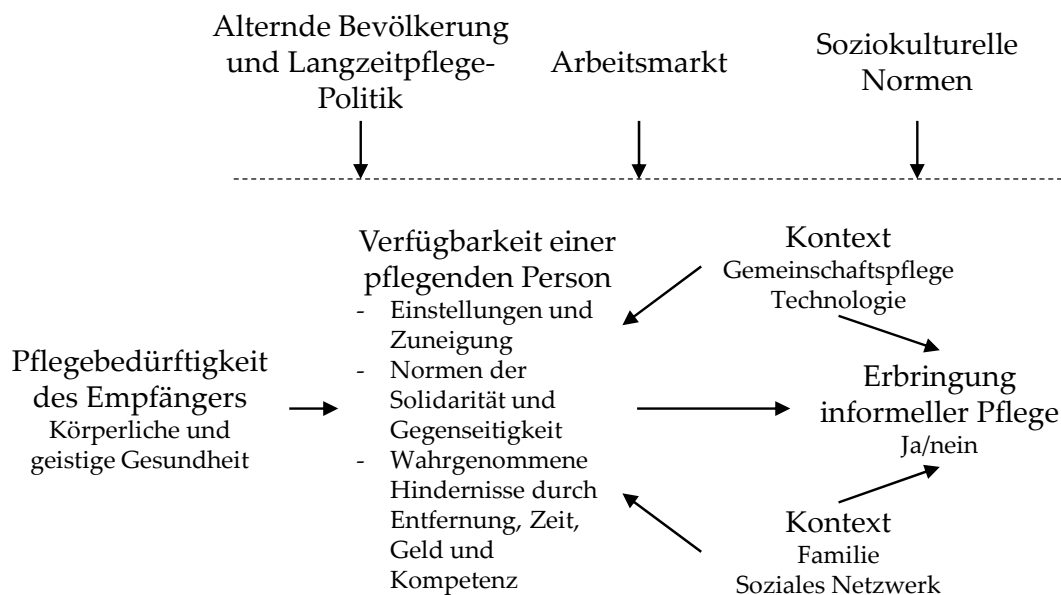 Alternde Bevölkerung
und Langzeitpflege-
Politik
Arbeitsmarkt
Soziokulturelle
Normen
Pflegebedürftigkeit
des Empfängers
Körperliche und
geistige Gesundheit
Verfügbarkeit einer
pflegenden Person
- Einstellungen und
Zuneigung
- Normen der
Solidarität und
Gegenseitigkeit
- Wahrgenommene
Hindernisse durch
Entfernung, Zeit,
Geld und
Kompetenz
Kontext
Gemeinschaftspflege
Technologie
Erbringung
informeller Pflege
Ja/nein
Kontext
Familie
Soziales Netzwerk